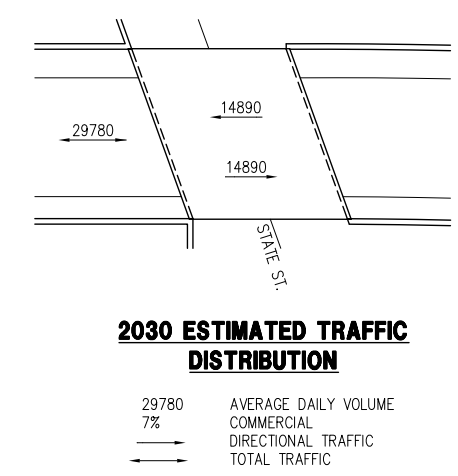 14890
29780
14890
STATE ST.
2030 ESTIMATED TRAFFIC
DISTRIBUTION
29780 AVERAGE DAILY VOLUME
7% COMMERCIAL
DIRECTIONAL TRAFFIC
TOTAL TRAFFIC